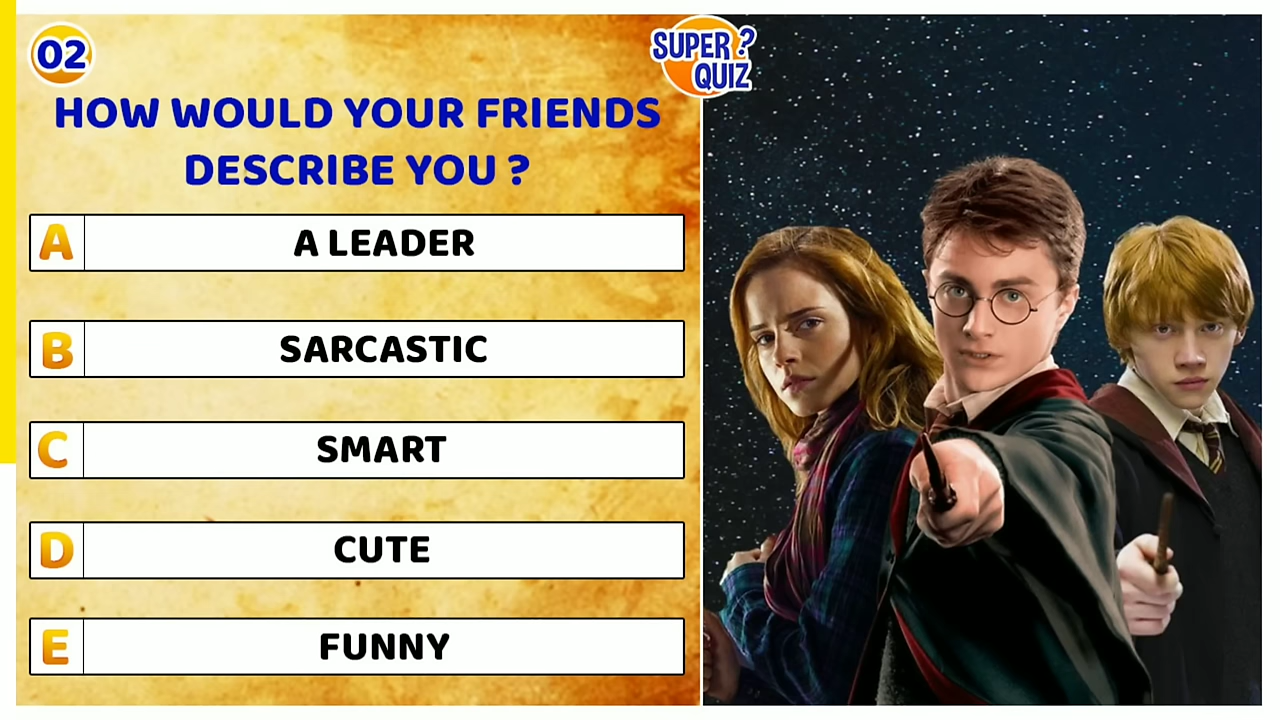 02
SUPER ?
QUIZ
HOW WOULD YOUR FRIENDS
DESCRIBE YOU ?
A A LEADER
B SARCASTIC
C SMART
D CUTE
E FUNNY